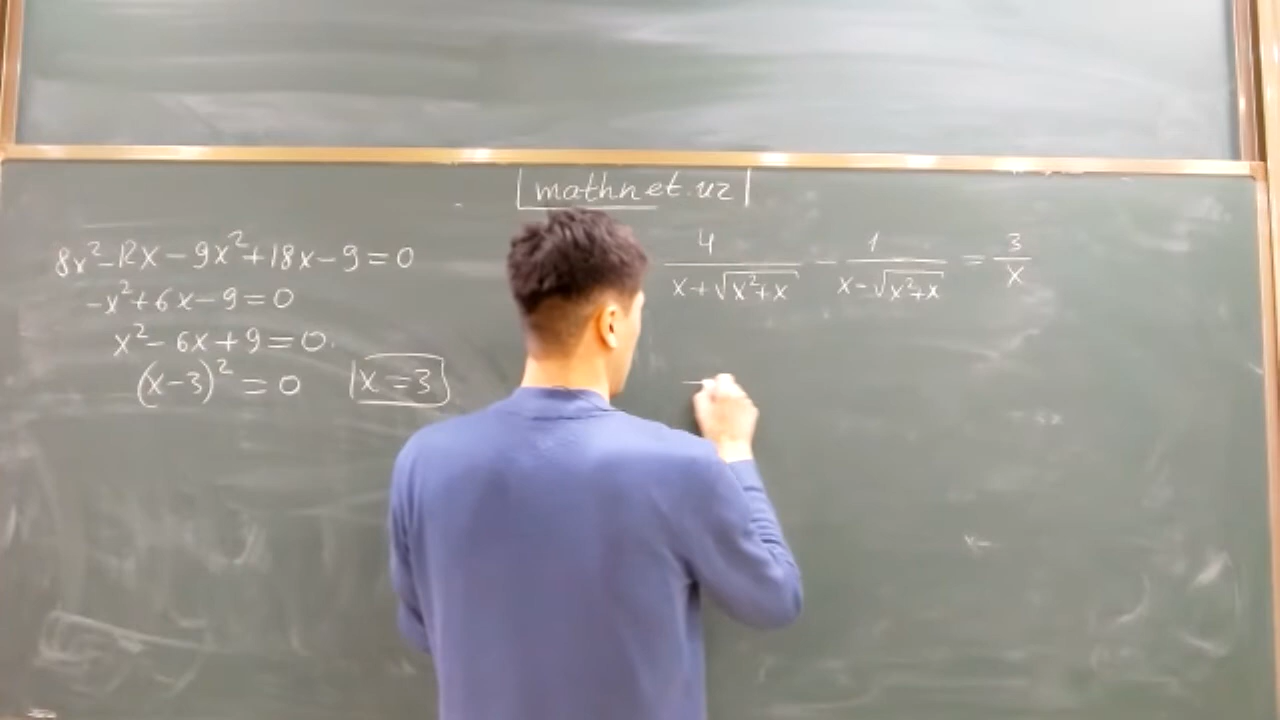 mathnet.uz
8x²-12x-9x²+18x-9=0
-x²+6x-9=0
x²-6x+9=0.
(x-3)²=0 x=3
4/(x+√(x²+x)) - 1/(x-√(x²+x)) = 3/x